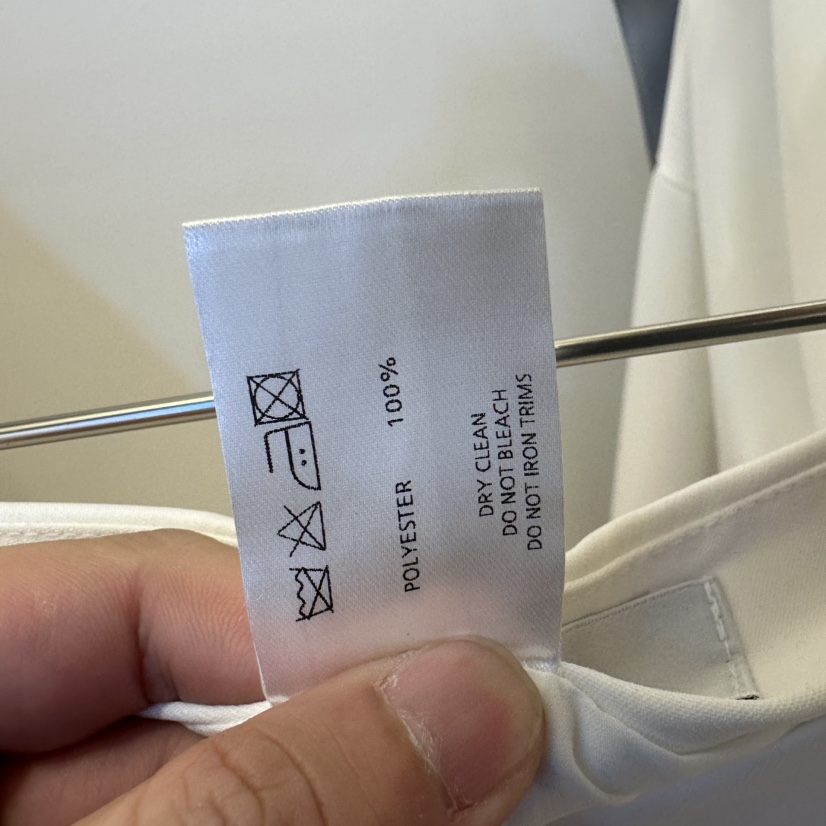 POLYESTER 100%
DRY CLEAN
DO NOT BLEACH
DO NOT IRON TRIMS